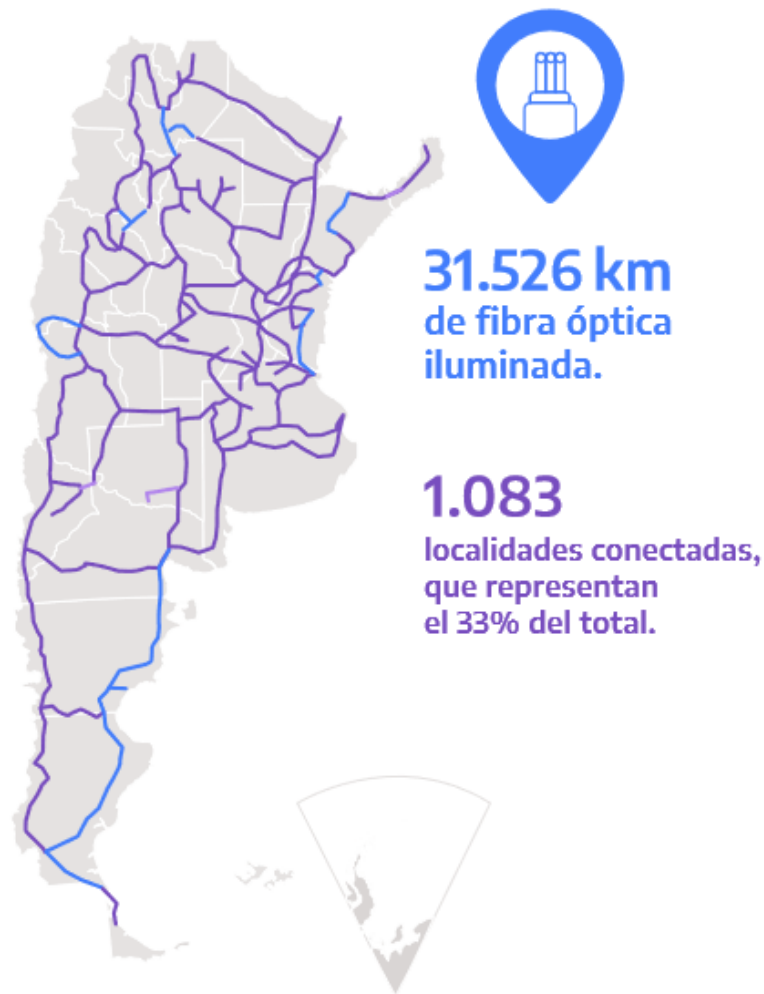 31.526 km
de fibra óptica
iluminada.
1.083
localidades conectadas,
que representan
el 33% del total.